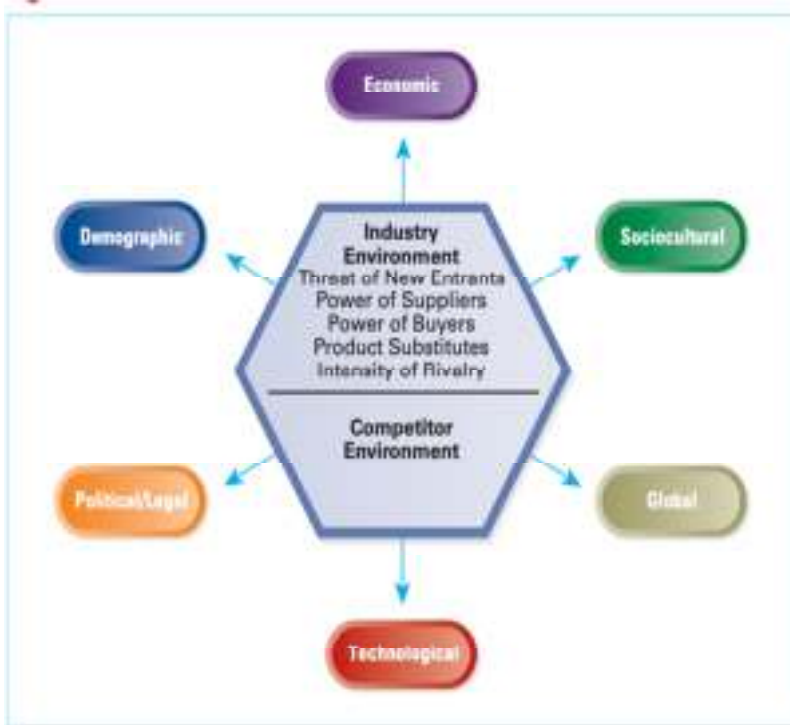 Economic
Demographic
Sociocultural
Industry
Environment
Threat of New Entrants
Power of Suppliers
Power of Buyers
Product Substitutes
Intensity of Rivalry
Competitor
Environment
Political/Legal
Global
Technological